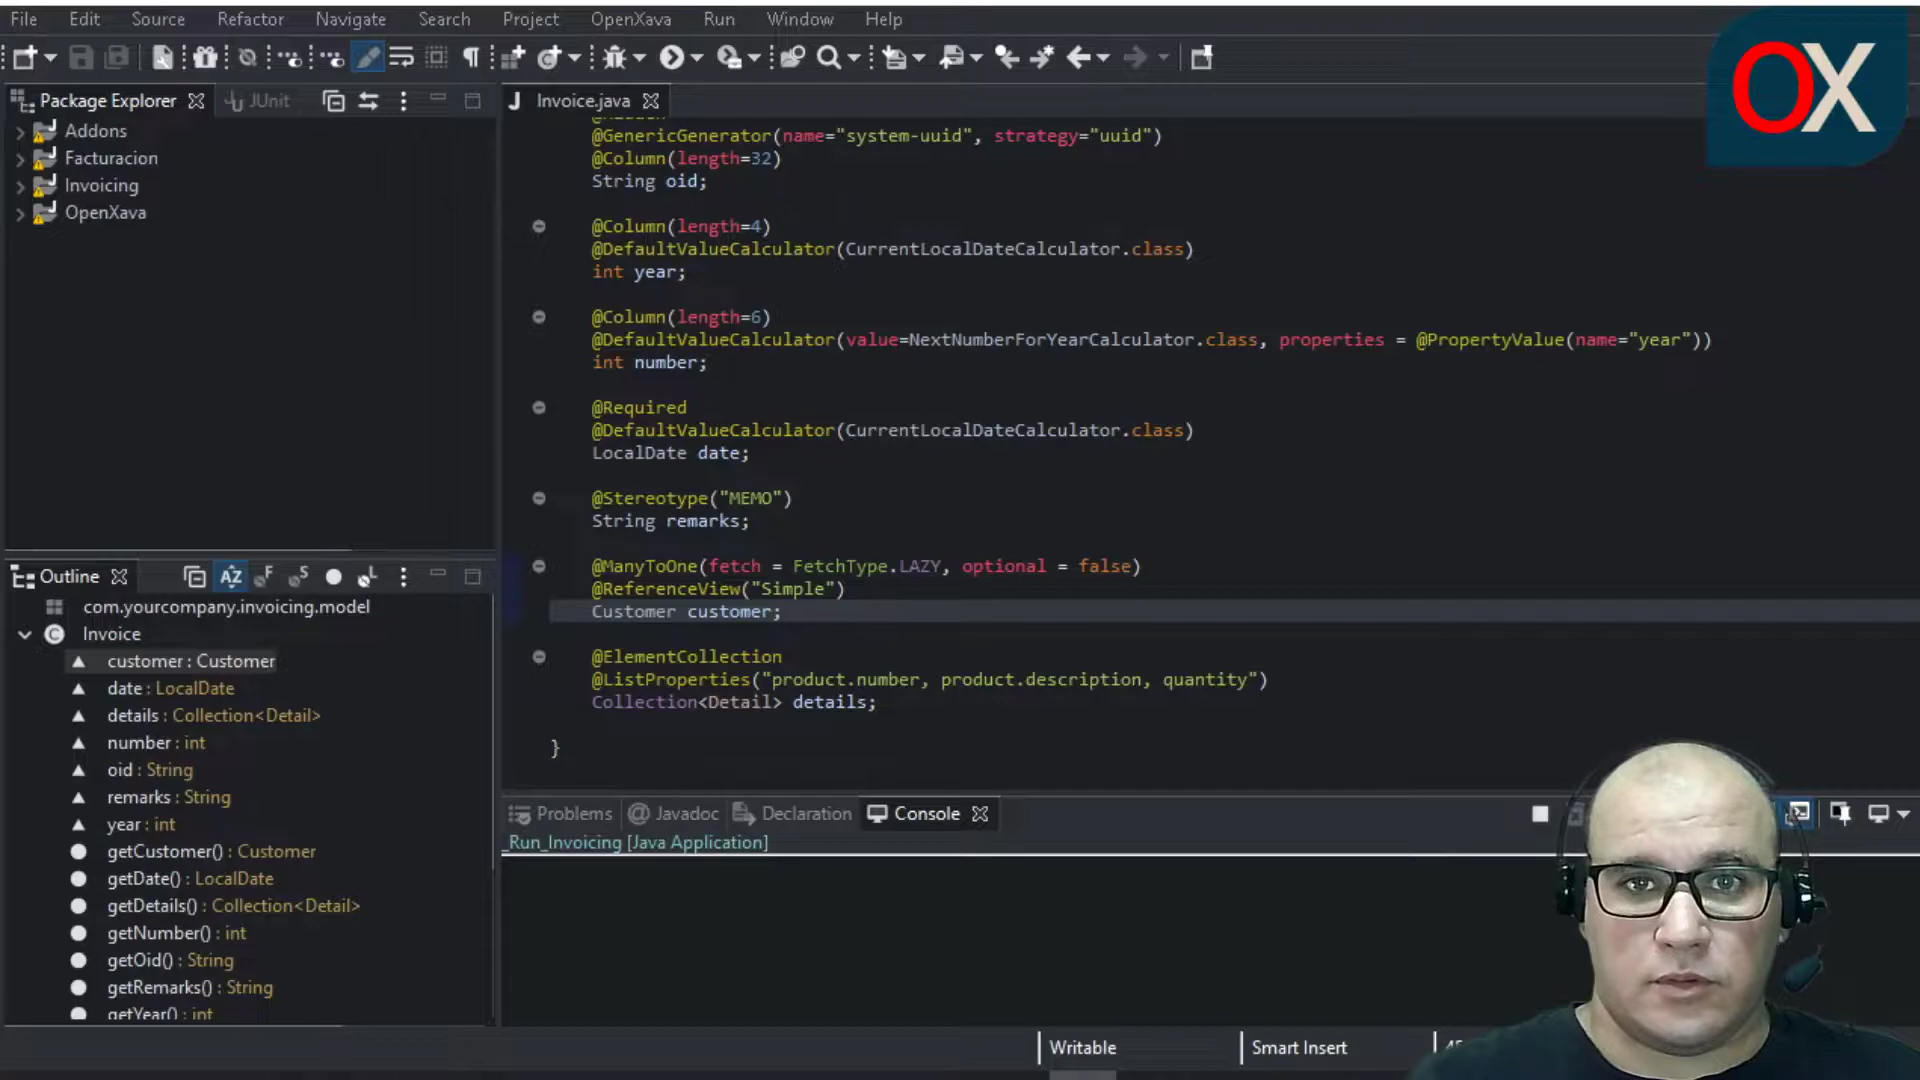 File Edit Source Refactor Navigate Search Project OpenXava Run Window Help
OX
Package Explorer
JUnit
Addons
Facturacion
Invoicing
OpenXava
Invoice.java
@GenericGenerator(name="system-uuid", strategy="uuid")
@Column(length=32)
String oid;
@Column(length=4)
@DefaultValueCalculator(CurrentLocalDateCalculator.class)
int year;
@Column(length=6)
@DefaultValueCalculator(value=NextNumberForYearCalculator.class, properties = @PropertyValue(name="year"))
int number;
@Required
@DefaultValueCalculator(CurrentLocalDateCalculator.class)
LocalDate date;
@Stereotype("MEMO")
String remarks;
@ManyToOne(fetch = FetchType.LAZY, optional = false)
@ReferenceView("Simple")
Customer customer;
@ElementCollection
@ListProperties("product.number, product.description, quantity")
Collection<Detail> details;
}
Outline
com.yourcompany.invoicing.model
Invoice
customer : Customer
date : LocalDate
details : Collection<Detail>
number : int
oid : String
remarks : String
year : int
getCustomer() : Customer
getDate() : LocalDate
getDetails() : Collection<Detail>
getNumber() : int
getOid() : String
getRemarks() : String
getYear() : int
Problems
Javadoc
Declaration
Console
_Run_Invoicing [Java Application]
Writable
Smart Insert